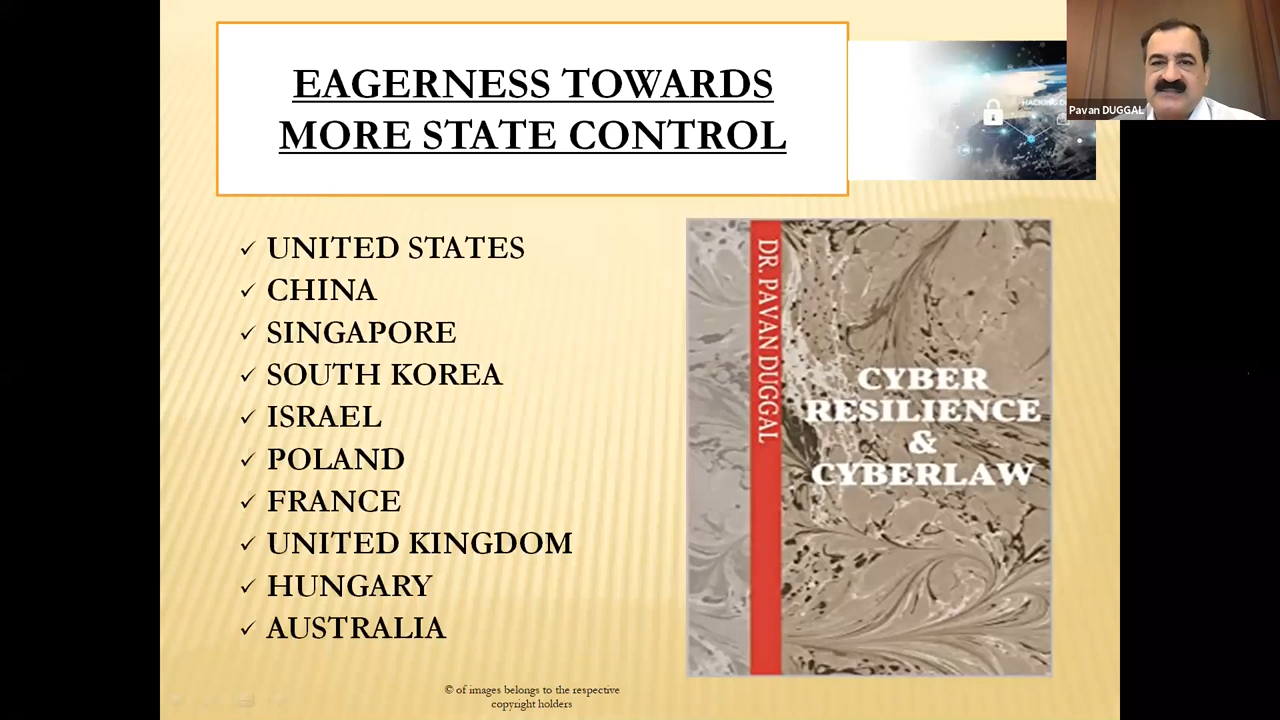 EAGERNESS TOWARDS
MORE STATE CONTROL
HACKING
Pavan DUGGAL
✓ UNITED STATES
✓ CHINA
✓ SINGAPORE
✓ SOUTH KOREA
✓ ISRAEL
✓ POLAND
✓ FRANCE
✓ UNITED KINGDOM
✓ HUNGARY
✓ AUSTRALIA
DR. PAVAN DUGGAL
CYBER
RESILIENCE
&
CYBERLAW
© of images belongs to the respective
copyright holders